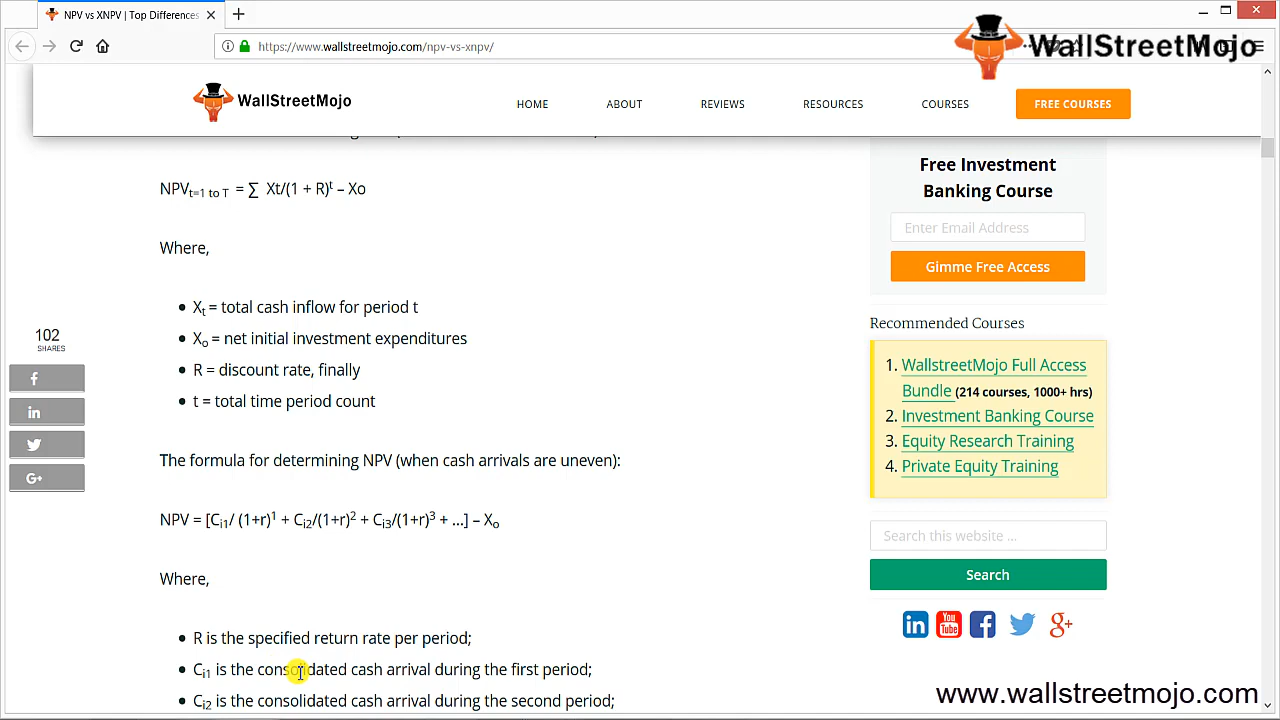 NPV vs XNPV | Top Differences
https://www.wallstreetmojo.com/npv-vs-xnpv/
WallStreetMojo
WallStreetMojo
HOME
ABOUT
REVIEWS
RESOURCES
COURSES
FREE COURSES
NPVt=1 to T = ∑ Xt/(1 + R)^t – Xo
Where,
• Xt = total cash inflow for period t
• Xo = net initial investment expenditures
• R = discount rate, finally
• t = total time period count
The formula for determining NPV (when cash arrivals are uneven):
NPV = [Ci1/ (1+r)^1 + Ci2/(1+r)^2 + Ci3/(1+r)^3 + ...] – Xo
Where,
• R is the specified return rate per period;
• Ci1 is the consolidated cash arrival during the first period;
• Ci2 is the consolidated cash arrival during the second period;
102
SHARES
f
in
G+
Free Investment
Banking Course
Enter Email Address
Gimme Free Access
Recommended Courses
1. WallstreetMojo Full Access
Bundle (214 courses, 1000+ hrs)
2. Investment Banking Course
3. Equity Research Training
4. Private Equity Training
Search this website ...
Search
in
You
Tube
f
g+
www.wallstreetmojo.com